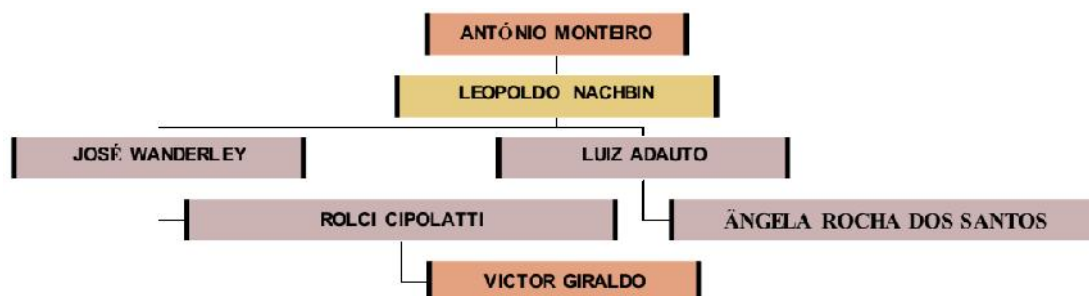 ANTÓNIO MONTEIRO
LEOPOLDO NACHBIN
JOSÉ WANDERLEY
LUIZ ADAUTO
ROLCI CIPOLATTI
ÄNGELA ROCHA DOS SANTOS
VICTOR GIRALDO